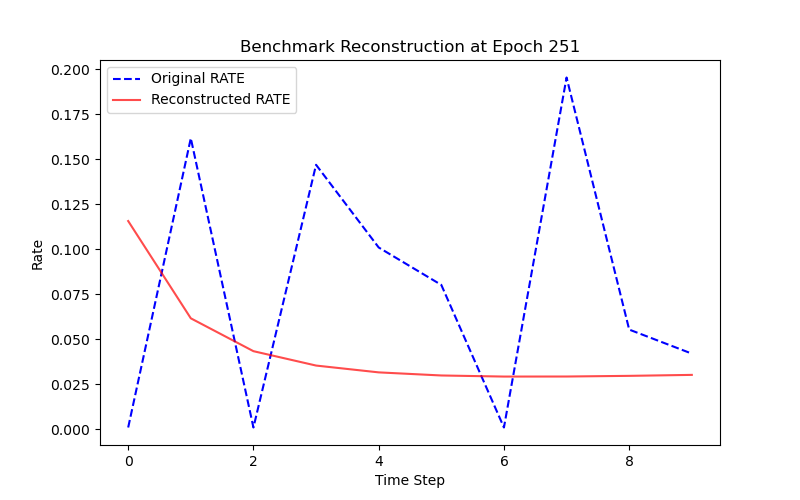 Benchmark Reconstruction at Epoch 251
Original RATE
Reconstructed RATE
Rate
0.200
0.175
0.150
0.125
0.100
0.075
0.050
0.025
0.000
0 2 4 6 8
Time Step